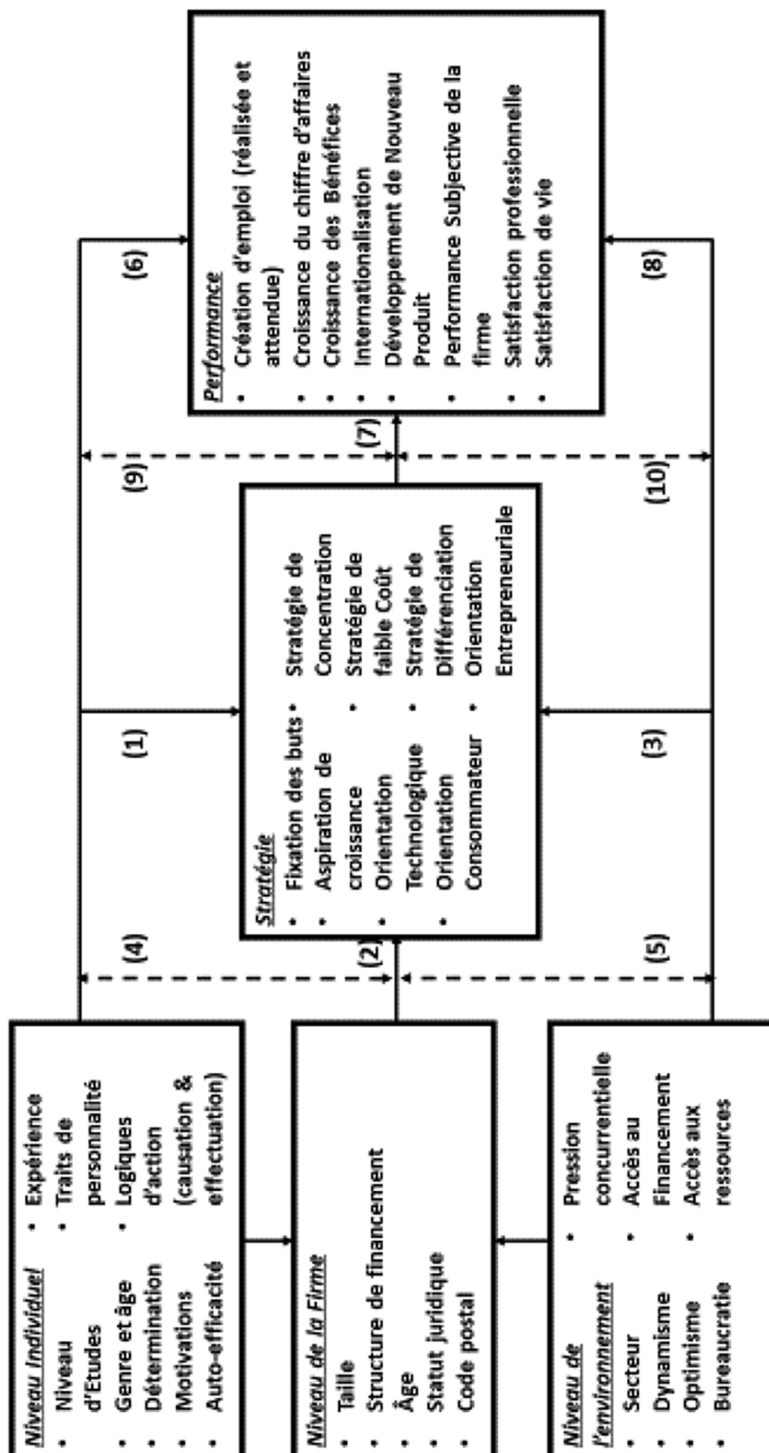 Niveau Individuel
• Niveau
d'Etudes
• Genre et âge
• Détermination
• Motivations
• Auto-efficacité
• Expérience
• Traits de
personnalité
• Logiques
d'action
(causation &
effectuation)
Niveau de la Firme
• Taille
• Structure de financement
• Âge
• Statut juridique
• Code postal
Niveau de
l'environnement
• Secteur
• Dynamisme
• Optimisme
• Bureaucratie
• Pression
concurrentielle
• Accès au
Financement
• Accès aux
ressources
(4)
(2)
(5)
(1)
Stratégie
• Fixation des buts
• Aspiration de
croissance
• Orientation
Technologique
• Orientation
Consommateur
• Stratégie de
Concentration
• Stratégie de
faible Coût
• Stratégie de
Différenciation
• Orientation
Entrepreneuriale
(3)
(9)
(7)
(10)
(6)
Performance
• Création d'emploi (réalisée et
attendue)
• Croissance du chiffre d'affaires
• Croissance des Bénéfices
• Internationalisation
• Développement de Nouveau
Produit
• Performance Subjective de la
firme
• Satisfaction professionnelle
• Satisfaction de vie
(8)